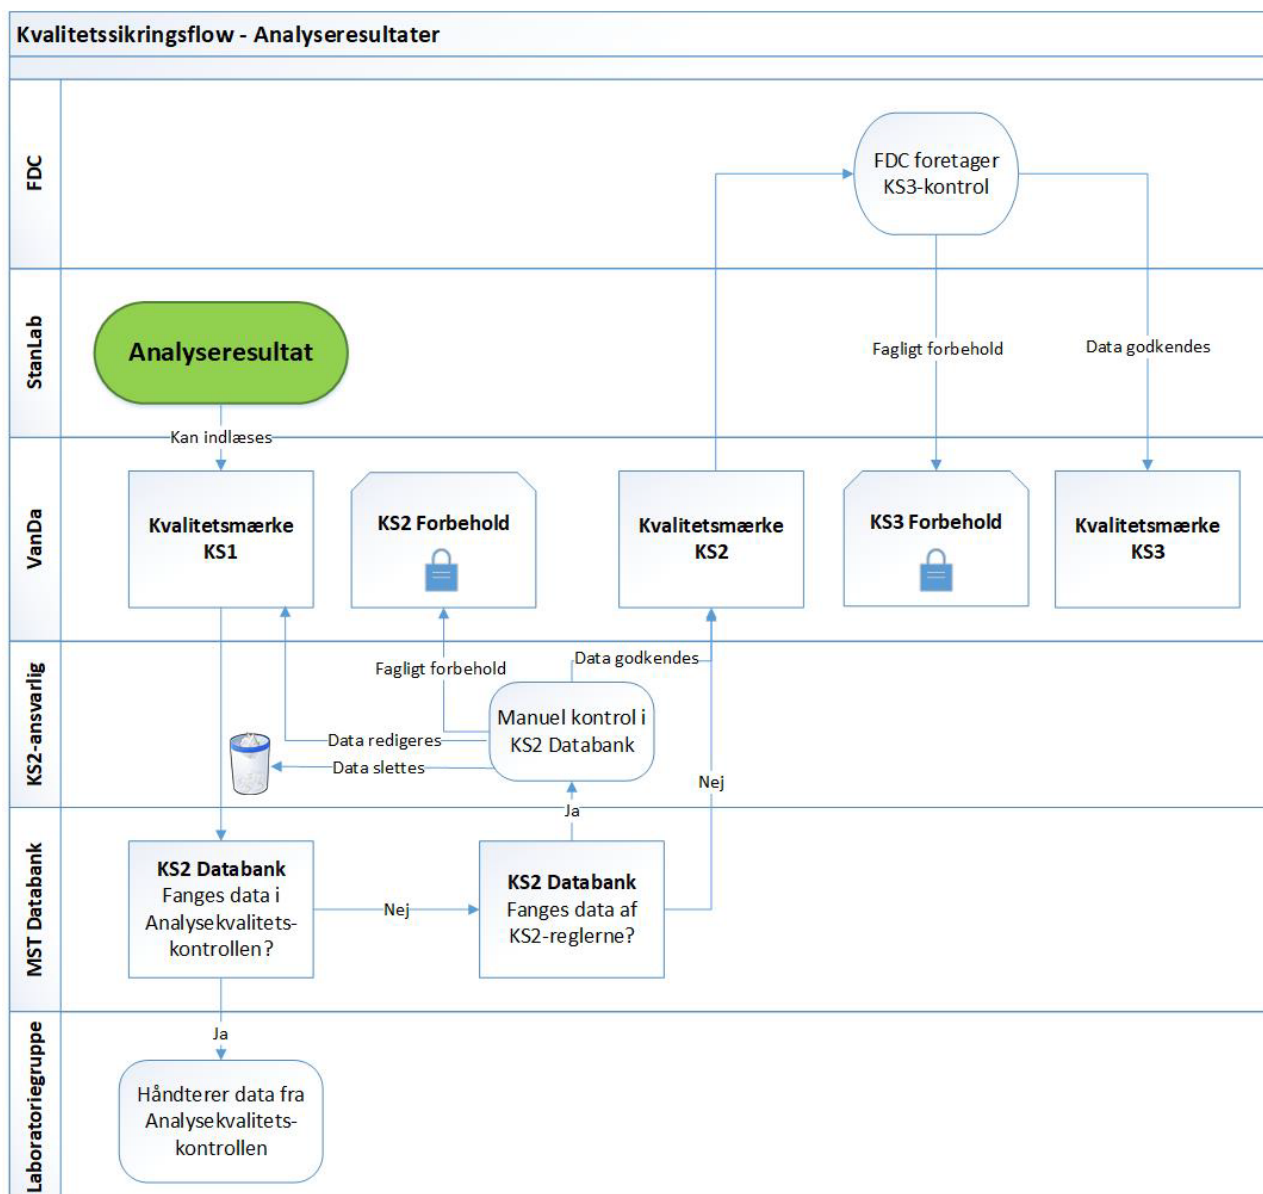 Kvalitetssikringsflow - Analyseresultater
FDC
FDC foretager
KS3-kontrol
StanLab
Analyseresultat
Fagligt forbehold
Data godkendes
Kan indlæses
VanDa
Kvalitetsmærke
KS1
KS2 Forbehold
Kvalitetsmærke
KS2
KS3 Forbehold
Kvalitetsmærke
KS3
KS2-ansvarlig
Fagligt forbehold
Data godkendes
Manuel kontrol i
KS2 Databank
Data redigeres
Data slettes
Nej
Ja
MST Databank
KS2 Databank
Fanges data i
Analysekvalitets-
kontrollen?
Nej
KS2 Databank
Fanges data af
KS2-reglerne?
Laboratoriegruppe
Ja
Håndterer data fra
Analysekvalitets-
kontrollen